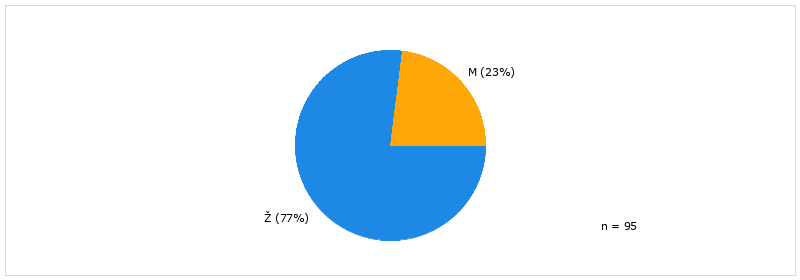 M (23%)
Ž (77%)
n = 95